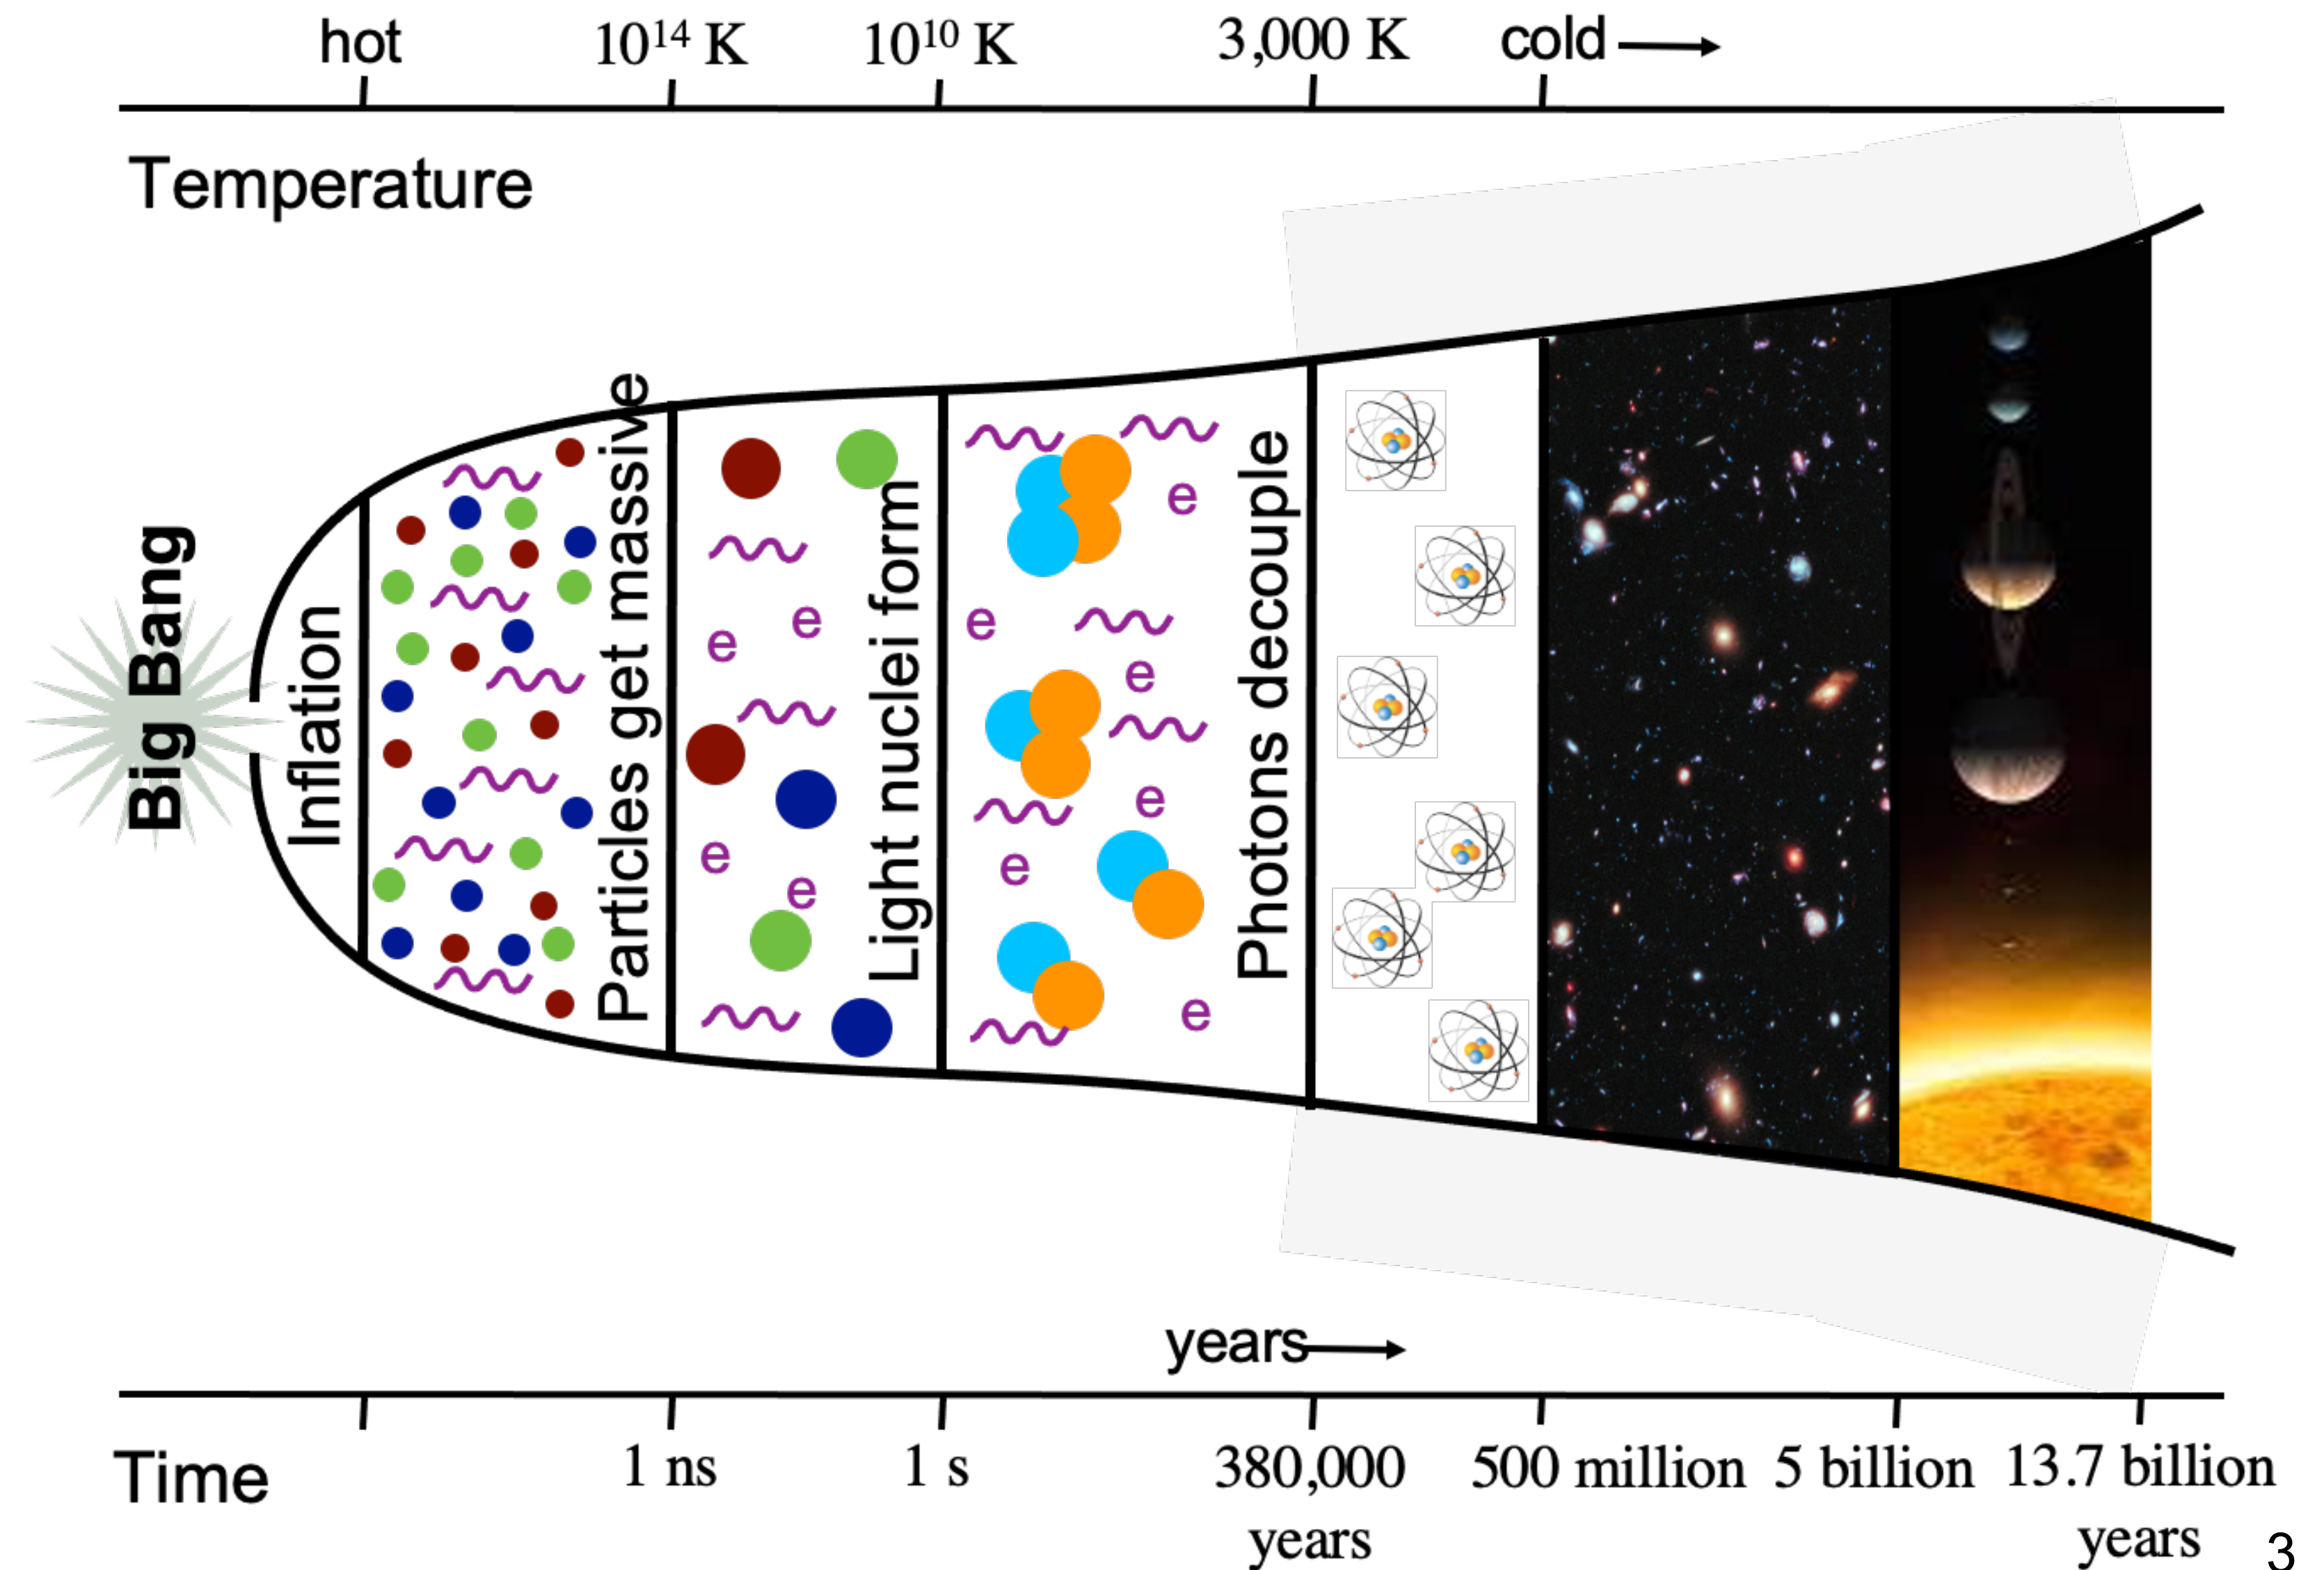 hot 10¹⁴ K 10¹⁰ K 3,000 K cold
Temperature
Big Bang
Inflation
Particles get massive
Light nuclei form
Photons decouple
e
e
e
e
e
e
e
e
e
e
years
Time 1 ns 1 s 380,000 500 million 5 billion 13.7 billion
years years
3